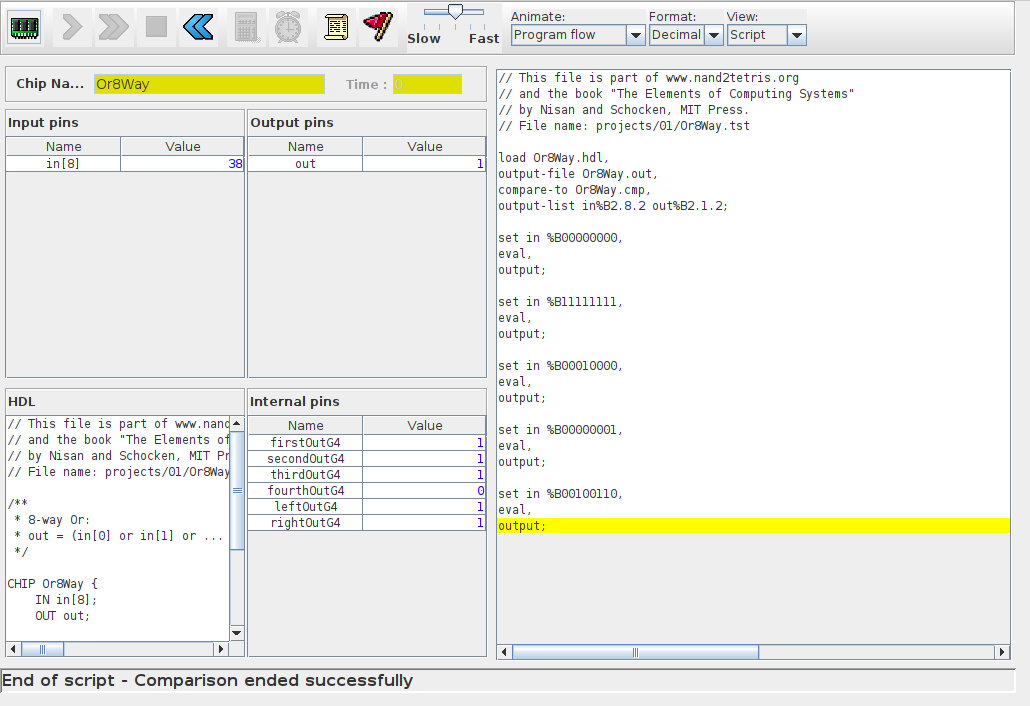 Slow Fast
Animate:
Program flow
Format:
Decimal
View:
Script
Chip Na... Or8Way Time : 0
Input pins
Name Value
in[8] 38
Output pins
Name Value
out 1
HDL
// This file is part of www.nand
// and the book "The Elements of
// by Nisan and Schocken, MIT Pr
// File name: projects/01/Or8Way
/**
* 8-way Or:
* out = (in[0] or in[1] or ...
*/
CHIP Or8Way {
IN in[8];
OUT out;
Internal pins
Name Value
firstOutG4 1
secondOutG4 1
thirdOutG4 1
fourthOutG4 0
leftOutG4 1
rightOutG4 1
// This file is part of www.nand2tetris.org
// and the book "The Elements of Computing Systems"
// by Nisan and Schocken, MIT Press.
// File name: projects/01/Or8Way.tst
load Or8Way.hdl,
output-file Or8Way.out,
compare-to Or8Way.cmp,
output-list in%B2.8.2 out%B2.1.2;
set in %B00000000,
eval,
output;
set in %B11111111,
eval,
output;
set in %B00010000,
eval,
output;
set in %B00000001,
eval,
output;
set in %B00100110,
eval,
output;
End of script - Comparison ended successfully